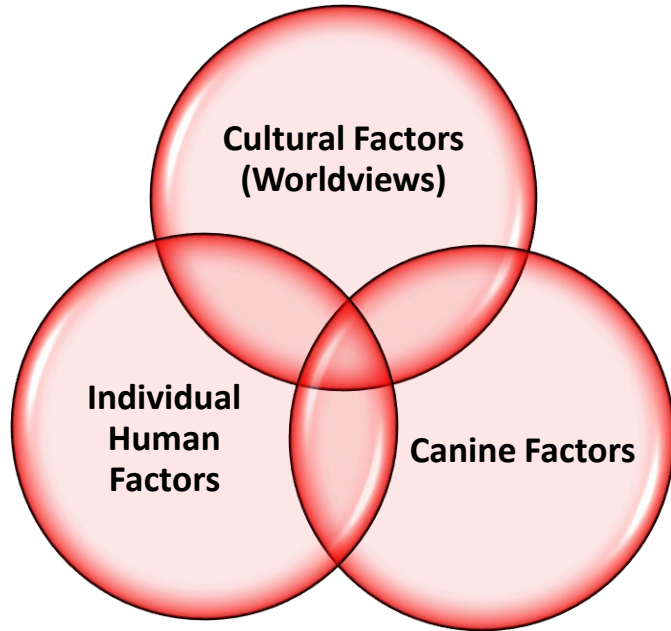 Cultural Factors
(Worldviews)
Individual
Human
Factors
Canine Factors